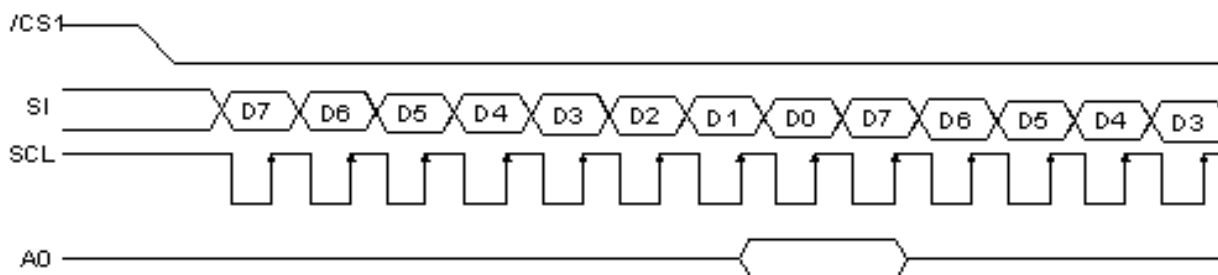 /CS1
SI D7 D6 D5 D4 D3 D2 D1 D0 D7 D6 D5 D4 D3
SCL
A0